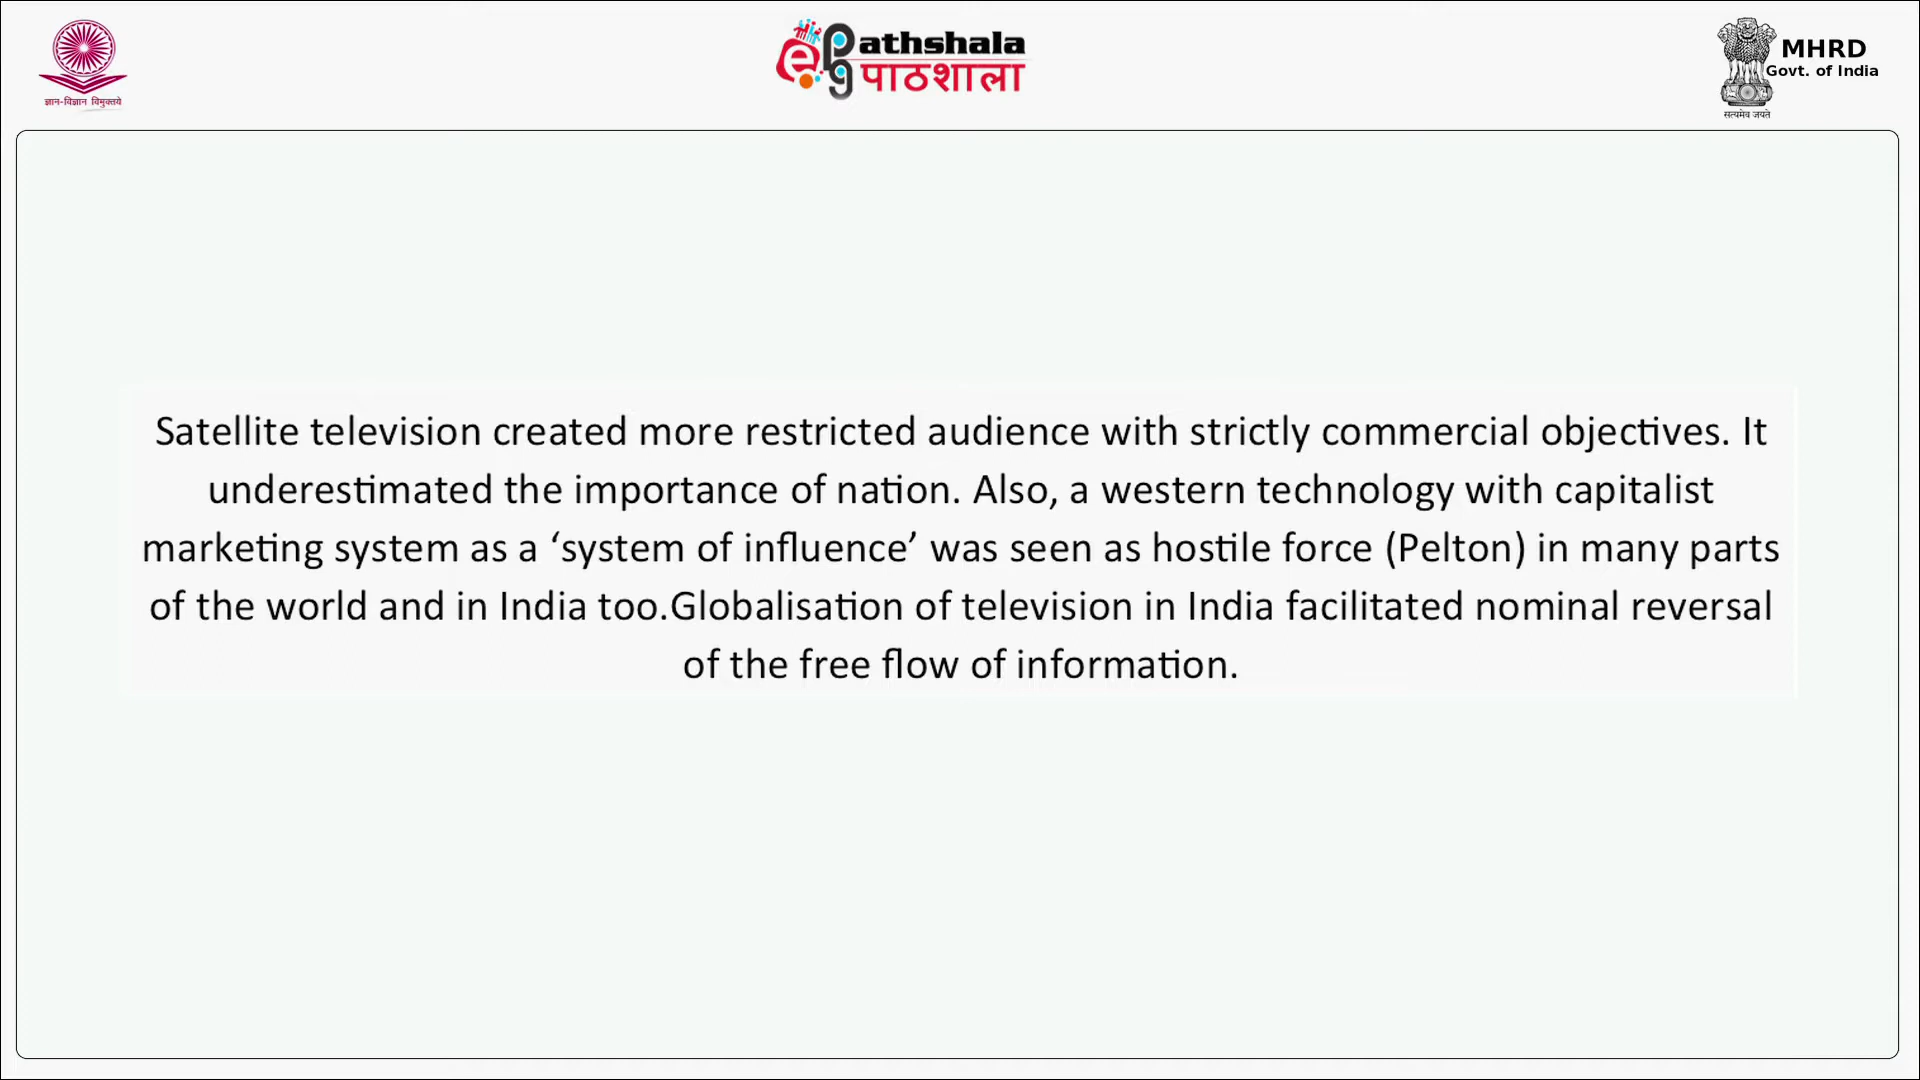 ज्ञान-विज्ञान विमुक्तये
ePG athshala
पाठशाला
MHRD
Govt. of India
सत्यमेव जयते
Satellite television created more restricted audience with strictly commercial objectives. It
underestimated the importance of nation. Also, a western technology with capitalist
marketing system as a ‘system of influence’ was seen as hostile force (Pelton) in many parts
of the world and in India too.Globalisation of television in India facilitated nominal reversal
of the free flow of information.